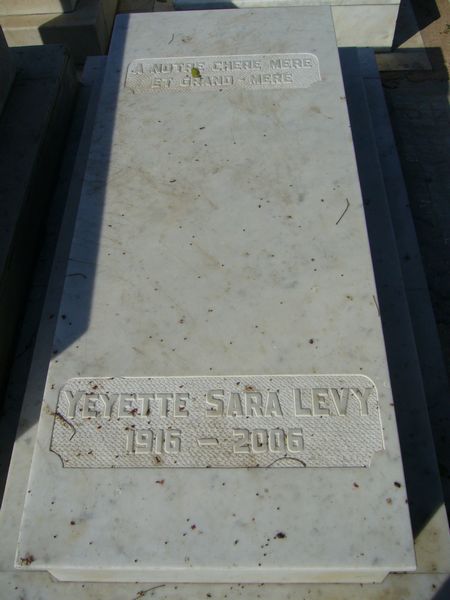 A NOTRE CHERE MERE
ET GRAND-MERE
YEYETTE SARA LEVY
1916 - 2006